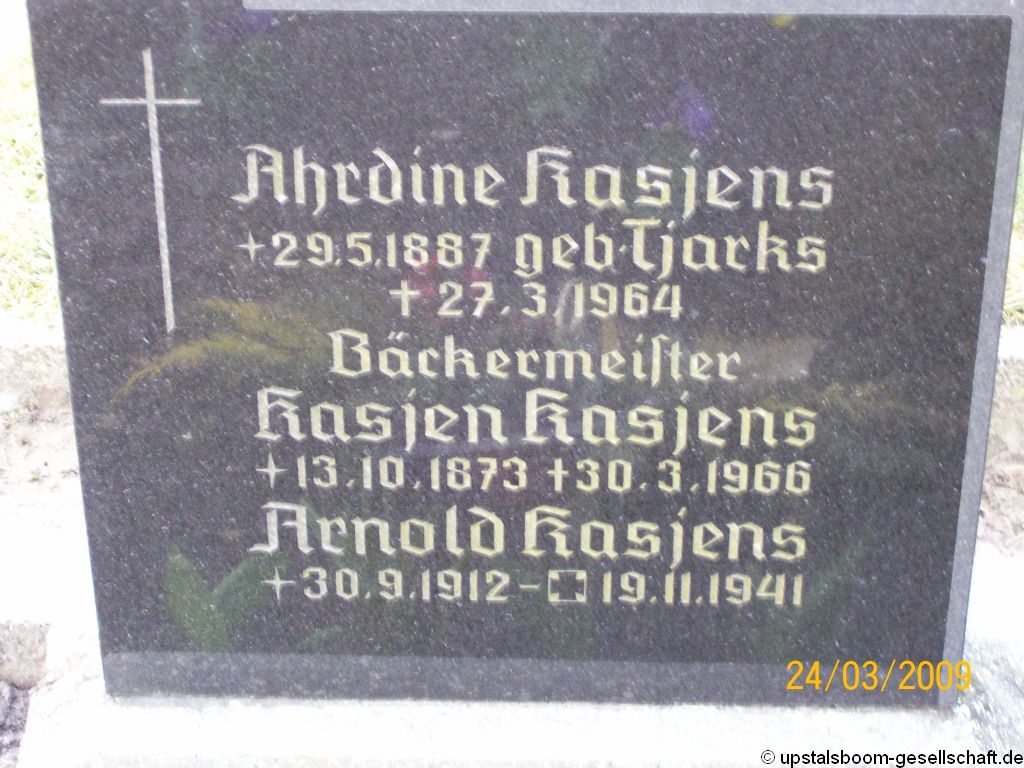 Ahrdine Kasjens
+ 29.5.1887 geb. Tjarks
† 27.3.1964
Bäckermeiſter
Kasjen Kasjens
+ 13.10.1873 † 30.3.1966
Arnold Kasjens
+ 30.9.1912 – ✠ 19.11.1941
24/03/2009
© upstalsboom-gesellschaft.de